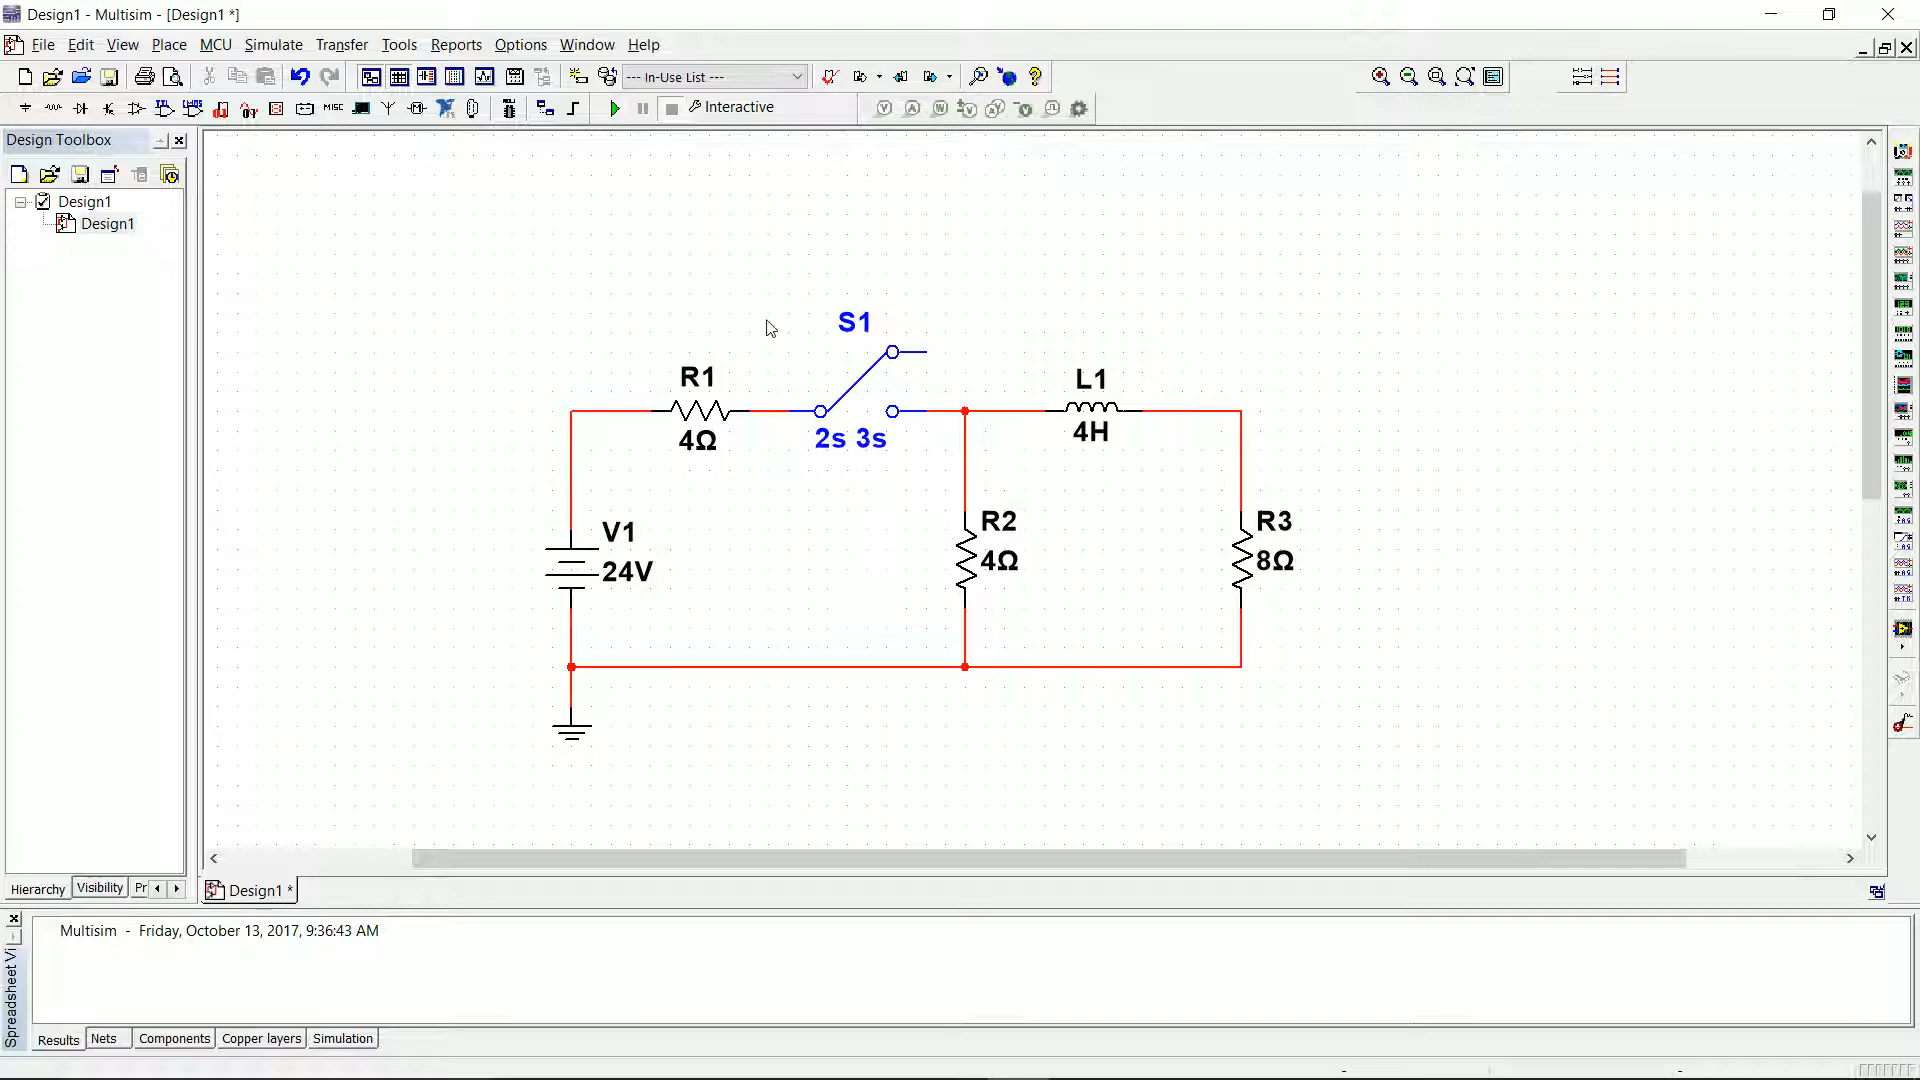 Design1 - Multisim - [Design1 *]
File Edit View Place MCU Simulate Transfer Tools Reports Options Window Help
--- In-Use List ---
MISC Interactive
Design Toolbox
Design1
Design1
S1
R1
4Ω
2s 3s
L1
4H
V1
24V
R2
4Ω
R3
8Ω
Hierarchy Visibility Pr
Design1 *
Multisim - Friday, October 13, 2017, 9:36:43 AM
Spreadsheet Vi
Results Nets Components Copper layers Simulation